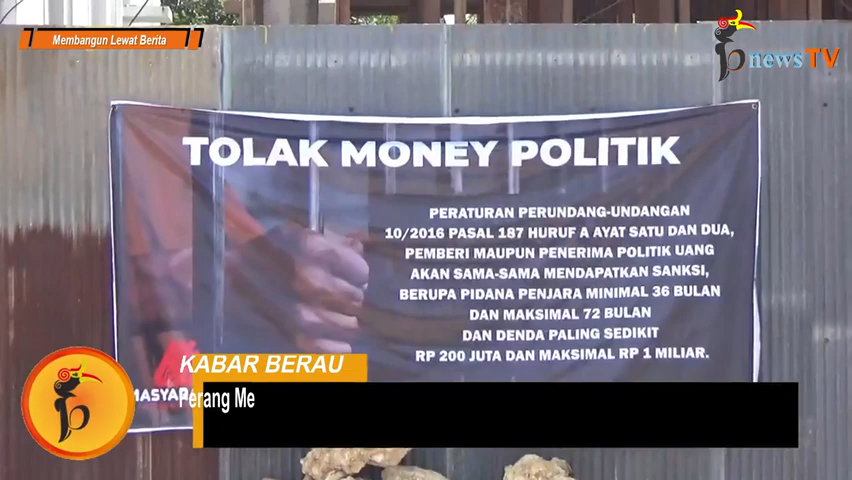 Membangun Lewat Berita
newsTV
TOLAK MONEY POLITIK
PERATURAN PERUNDANG-UNDANGAN
10/2016 PASAL 187 HURUF A AYAT SATU DAN DUA,
PEMBERI MAUPUN PENERIMA POLITIK UANG
AKAN SAMA-SAMA MENDAPATKAN SANKSI,
BERUPA PIDANA PENJARA MINIMAL 36 BULAN
DAN MAKSIMAL 72 BULAN
DAN DENDA PALING SEDIKIT
RP 200 JUTA DAN MAKSIMAL RP 1 MILIAR.
KABAR BERAU
Perang Me